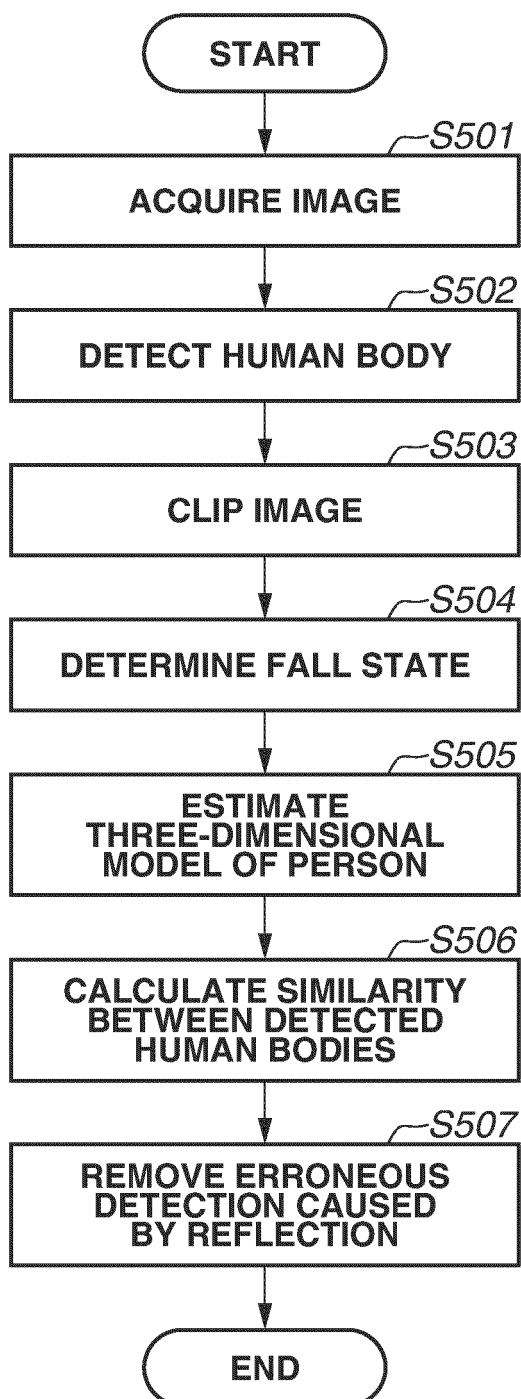 START
S501
ACQUIRE IMAGE
S502
DETECT HUMAN BODY
S503
CLIP IMAGE
S504
DETERMINE FALL STATE
S505
ESTIMATE
THREE-DIMENSIONAL
MODEL OF PERSON
S506
CALCULATE SIMILARITY
BETWEEN DETECTED
HUMAN BODIES
S507
REMOVE ERRONEOUS
DETECTION CAUSED
BY REFLECTION
END